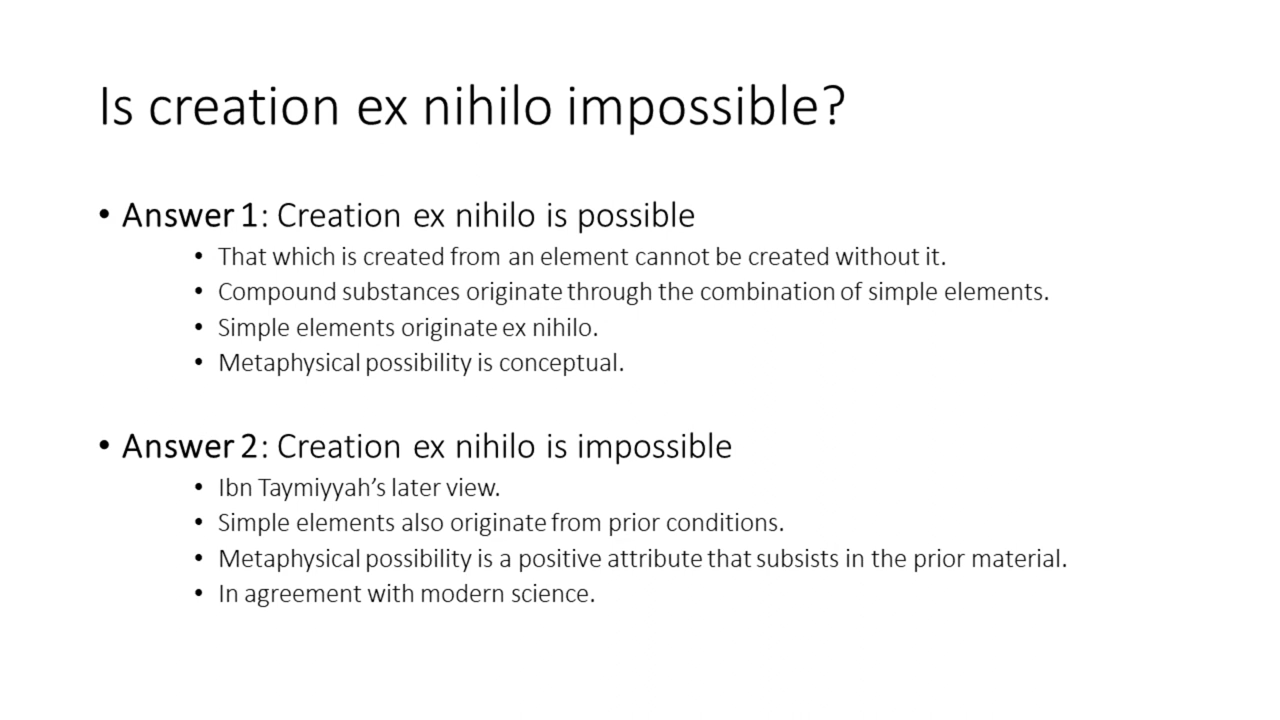 Is creation ex nihilo impossible?
• Answer 1: Creation ex nihilo is possible
• That which is created from an element cannot be created without it.
• Compound substances originate through the combination of simple elements.
• Simple elements originate ex nihilo.
• Metaphysical possibility is conceptual.
• Answer 2: Creation ex nihilo is impossible
• Ibn Taymiyyah’s later view.
• Simple elements also originate from prior conditions.
• Metaphysical possibility is a positive attribute that subsists in the prior material.
• In agreement with modern science.